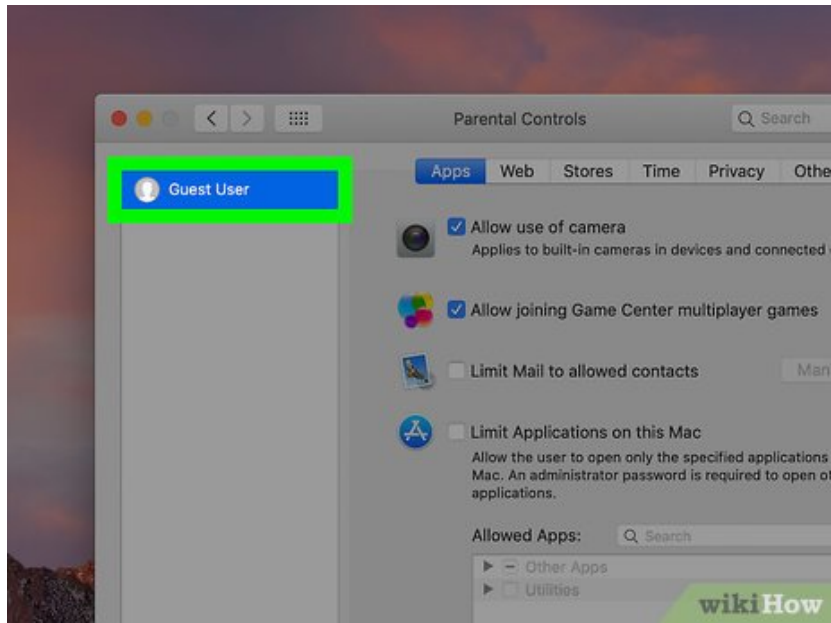 Parental Controls
Search
Guest User
Apps Web Stores Time Privacy Othe
Allow use of camera
Applies to built-in cameras in devices and connected
Allow joining Game Center multiplayer games
Limit Mail to allowed contacts
Man
Limit Applications on this Mac
Allow the user to open only the specified applications
Mac. An administrator password is required to open ot
applications.
Allowed Apps:
Search
Other Apps
Utilities
wikiHow